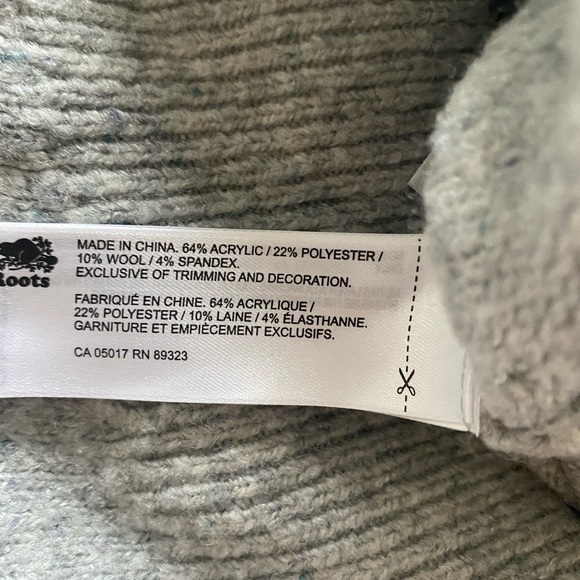 Roots
MADE IN CHINA. 64% ACRYLIC / 22% POLYESTER /
10% WOOL / 4% SPANDEX.
EXCLUSIVE OF TRIMMING AND DECORATION.
FABRIQUÉ EN CHINE. 64% ACRYLIQUE /
22% POLYESTER / 10% LAINE / 4% ÉLASTHANNE.
GARNITURE ET EMPIÈCEMENT EXCLUSIFS.
CA 05017 RN 89323